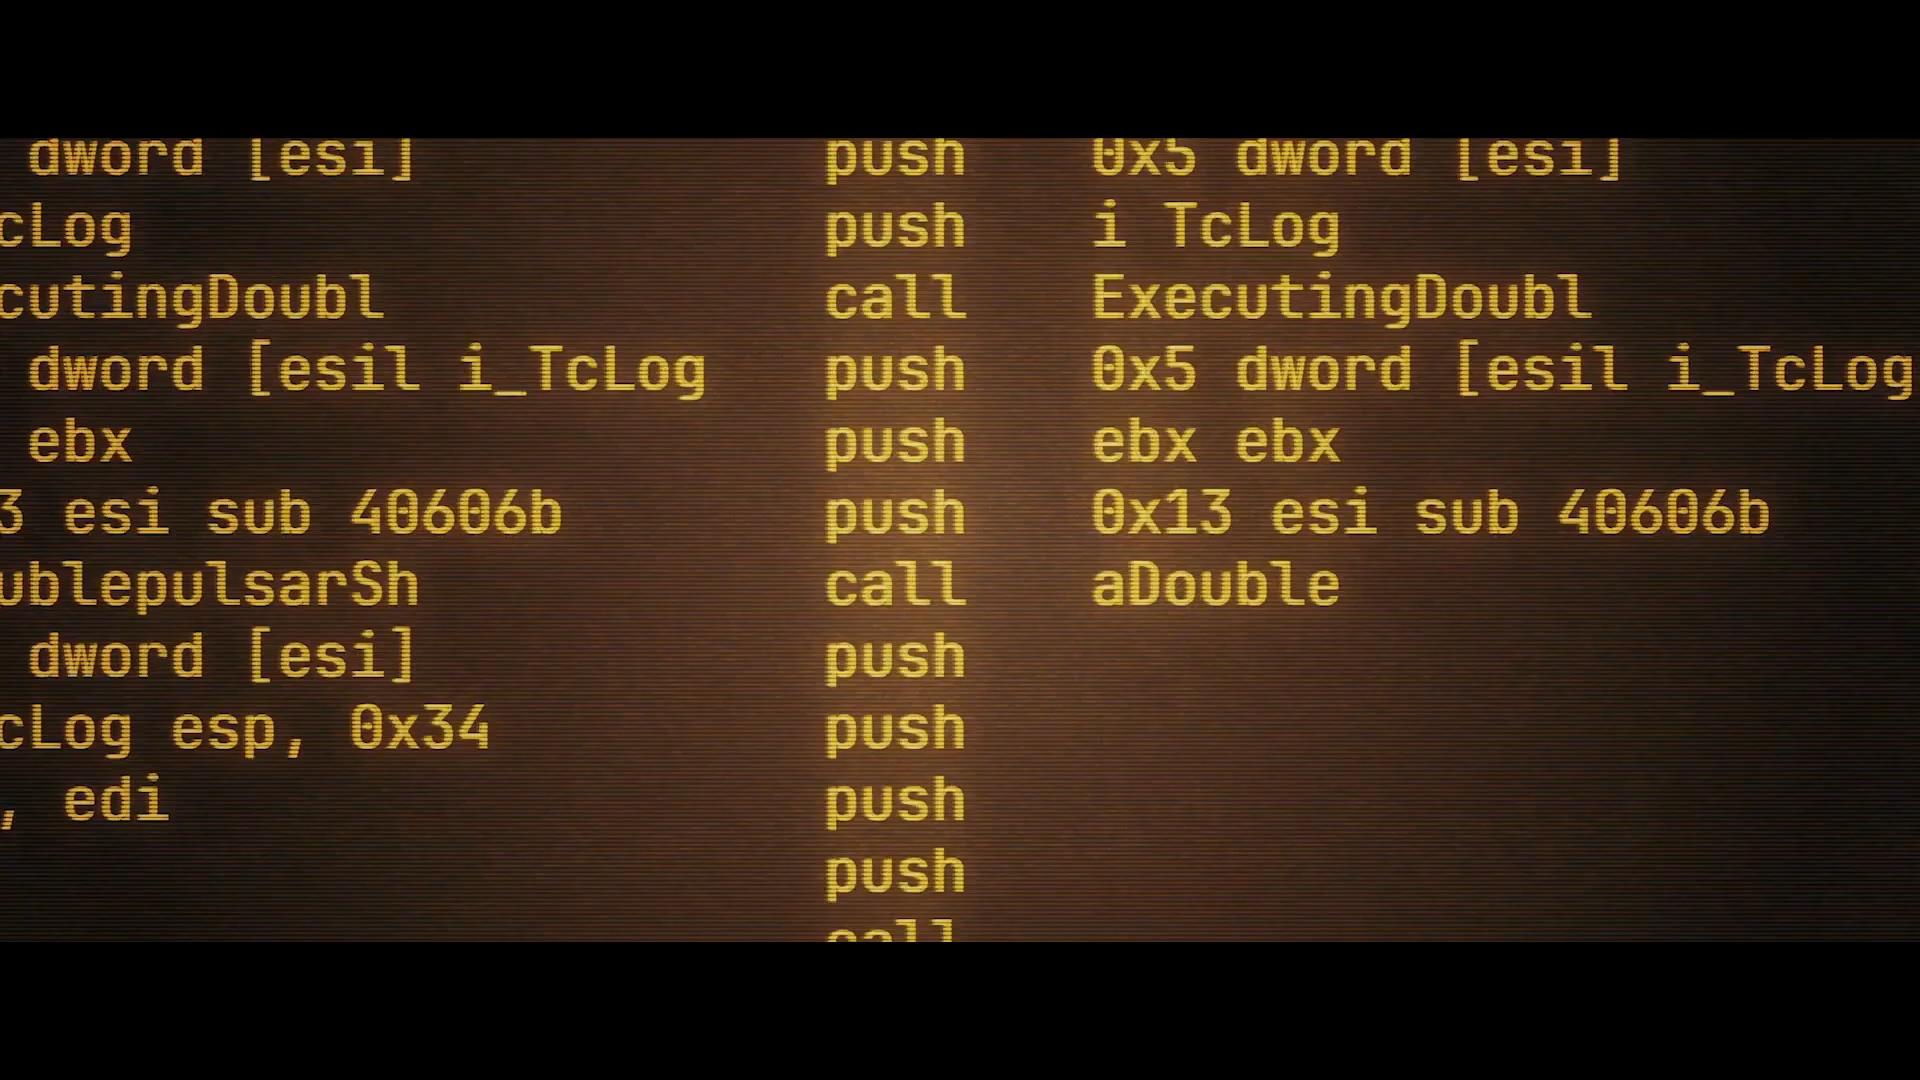 dword [esi] push 0x5 dword [esi]
cLog push i TcLog
cutingDoubl call ExecutingDoubl
dword [esil i_TcLog push 0x5 dword [esil i_TcLog
ebx push ebx ebx
3 esi sub 40606b push 0x13 esi sub 40606b
ublepulsarSh call aDouble
dword [esi] push
cLog esp, 0x34 push
, edi push
push
call